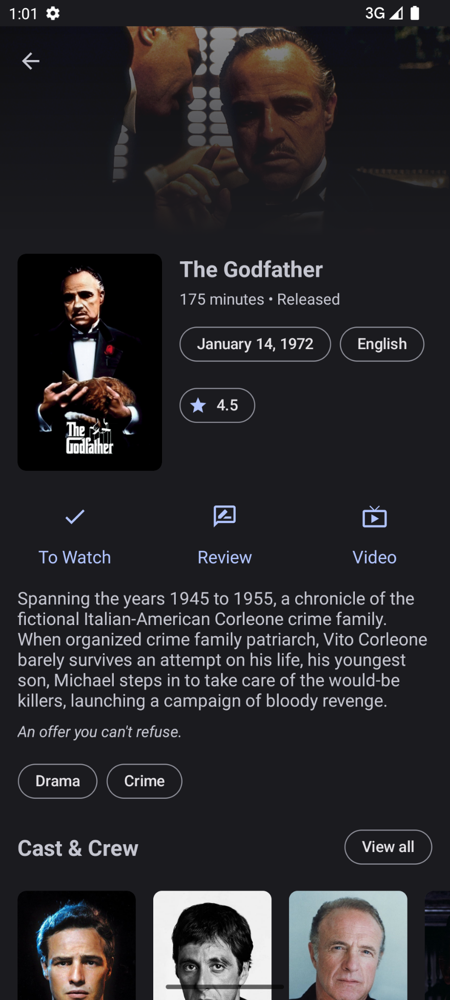 1:01
3G
The Godfather
175 minutes • Released
January 14, 1972
English
4.5
The
Godfather
To Watch
Review
Video
Spanning the years 1945 to 1955, a chronicle of the
fictional Italian-American Corleone crime family.
When organized crime family patriarch, Vito Corleone
barely survives an attempt on his life, his youngest
son, Michael steps in to take care of the would-be
killers, launching a campaign of bloody revenge.
An offer you can't refuse.
Drama
Crime
Cast & Crew
View all